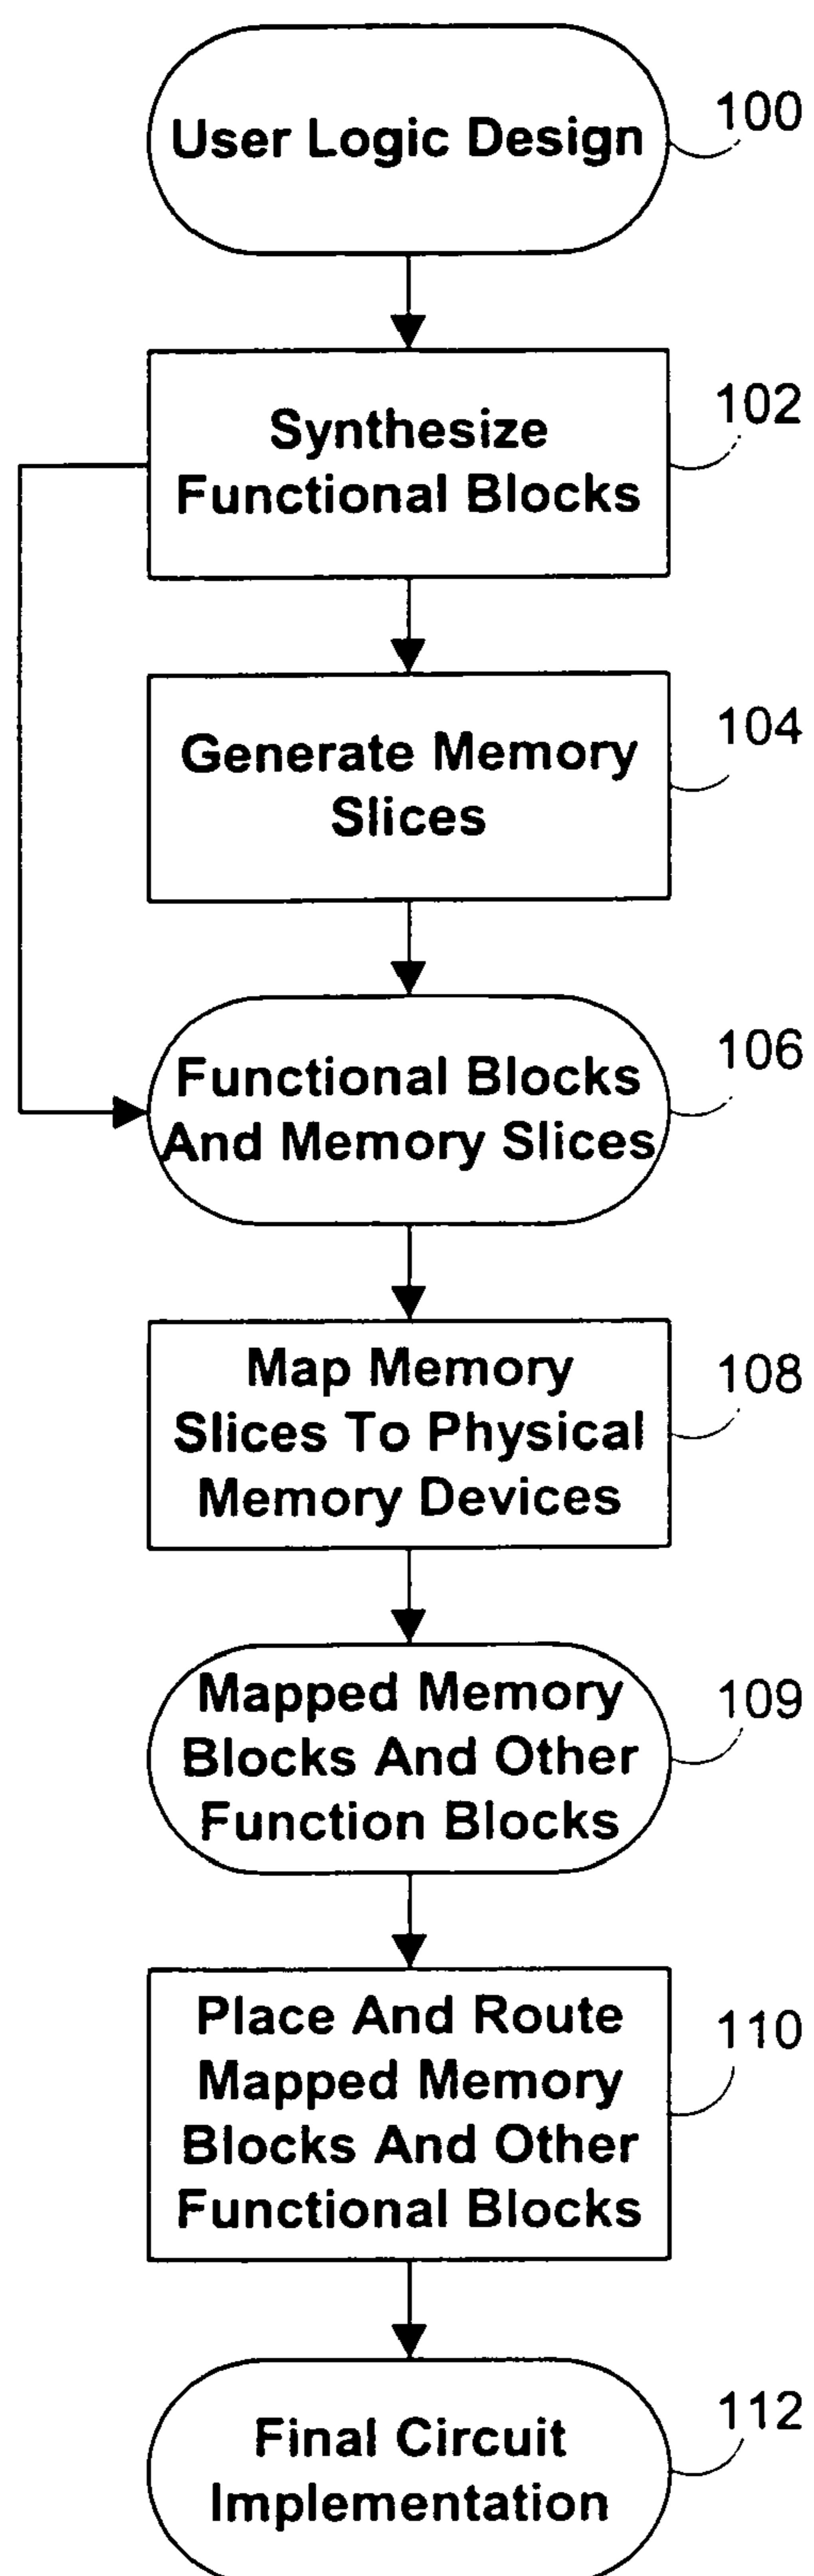 User Logic Design
100
Synthesize
Functional Blocks
102
Generate Memory
Slices
104
Functional Blocks
And Memory Slices
106
Map Memory
Slices To Physical
Memory Devices
108
Mapped Memory
Blocks And Other
Function Blocks
109
Place And Route
Mapped Memory
Blocks And Other
Functional Blocks
110
Final Circuit
Implementation
112